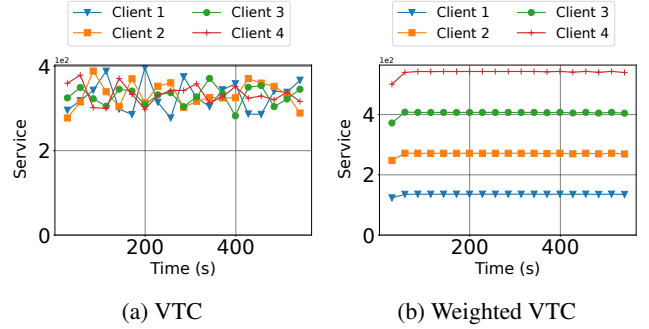 Client 1
Client 3
Client 2
Client 4
1e2
4
2
0
Service
200
400
Time (s)
(a) VTC
Client 1
Client 3
Client 2
Client 4
1e2
4
2
0
Service
200
400
Time (s)
(b) Weighted VTC